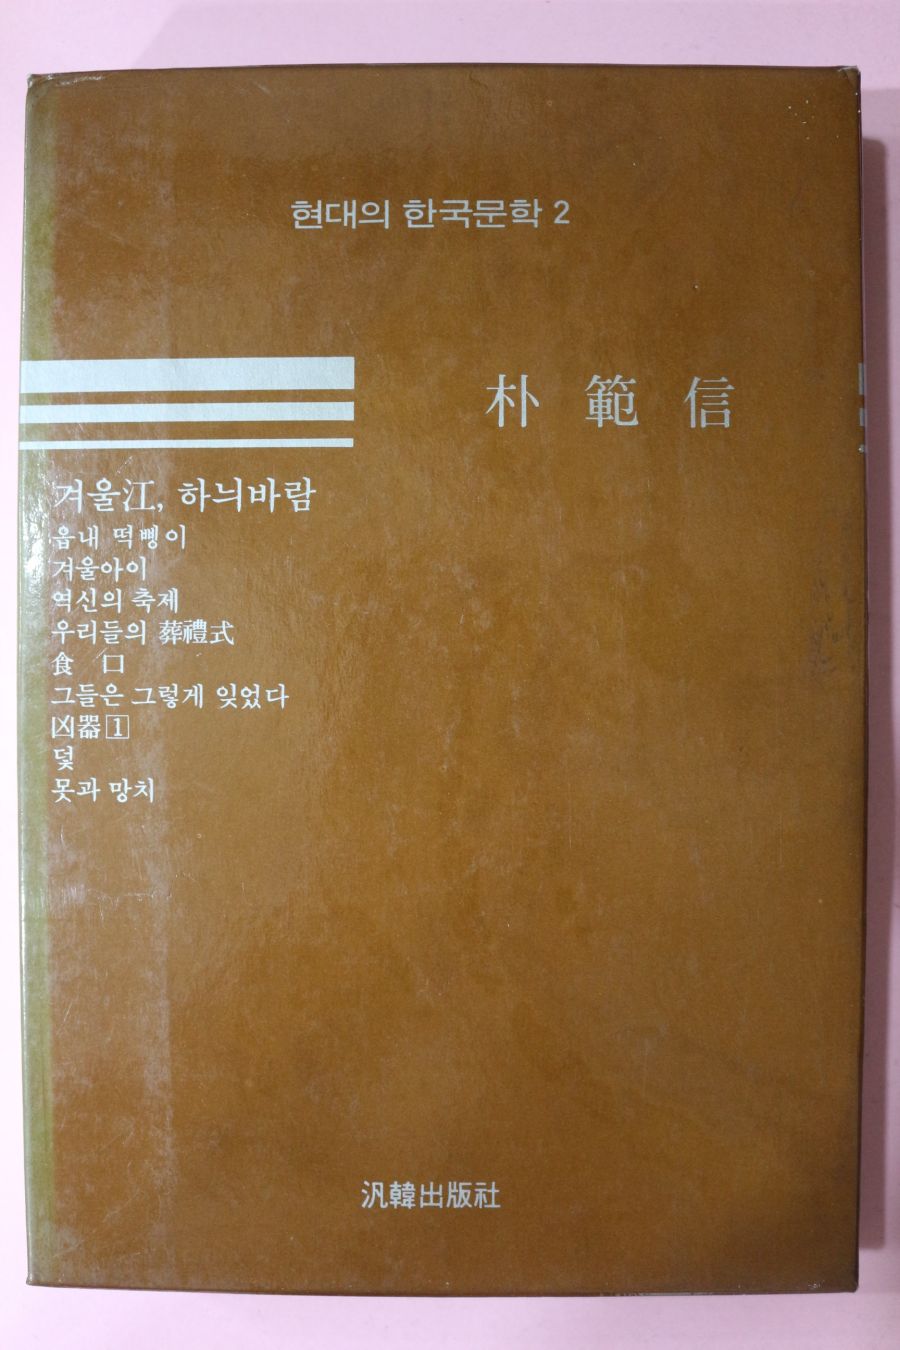 현대의 한국문학 2
朴 範 信
겨울江, 하늬바람
읍내 떡삥이
겨울아이
역신의 축제
우리들의 葬禮式
食 口
그들은 그렇게 잊었다
凶器 1
덫
못과 망치
汎韓出版社